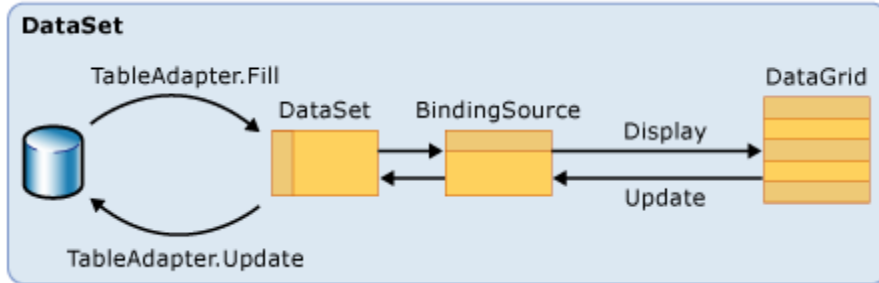 DataSet
TableAdapter.Fill
DataSet
BindingSource
DataGrid
Display
Update
TableAdapter.Update